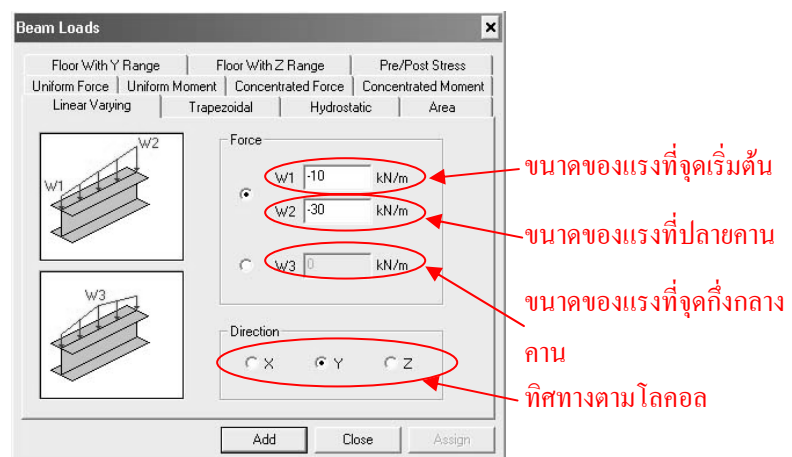 Beam Loads
Floor With Y Range Floor With Z Range Pre/Post Stress
Uniform Force Uniform Moment Concentrated Force Concentrated Moment
Linear Varying Trapezoidal Hydrostatic Area
W2
W1
W3
Force
W1 -10 kN/m
W2 -30 kN/m
W3 0 kN/m
Direction
X Y Z
Add Close Assign
ขนาดของแรงที่จุดเริ่มต้น
ขนาดของแรงที่ปลายคาน
ขนาดของแรงที่จุดกึ่งกลาง
คาน
ทิศทางตามโลคอล